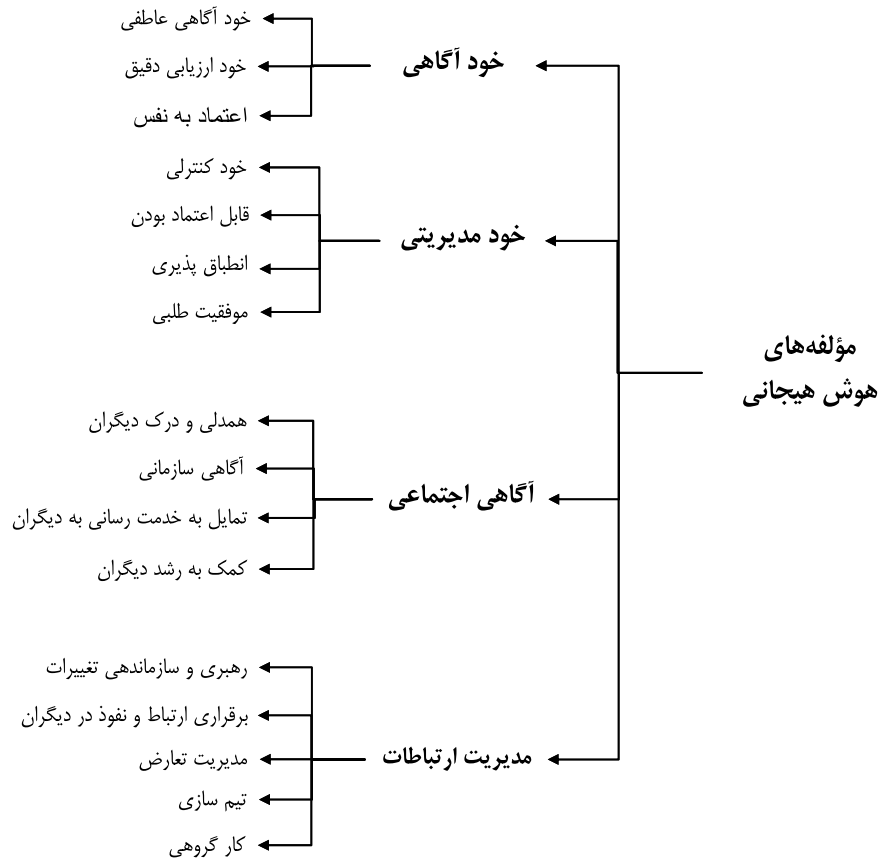 مؤلفه‌های
هوش هیجانی
خود آگاهی
خود آگاهی عاطفی
خود ارزیابی دقیق
اعتماد به نفس
خود مدیریتی
خود کنترلی
قابل اعتماد بودن
انطباق پذیری
موفقیت طلبی
آگاهی اجتماعی
همدلی و درک دیگران
آگاهی سازمانی
تمایل به خدمت رسانی به دیگران
کمک به رشد دیگران
مدیریت ارتباطات
رهبری و سازماندهی تغییرات
برقراری ارتباط و نفوذ در دیگران
مدیریت تعارض
تیم سازی
کار گروهی